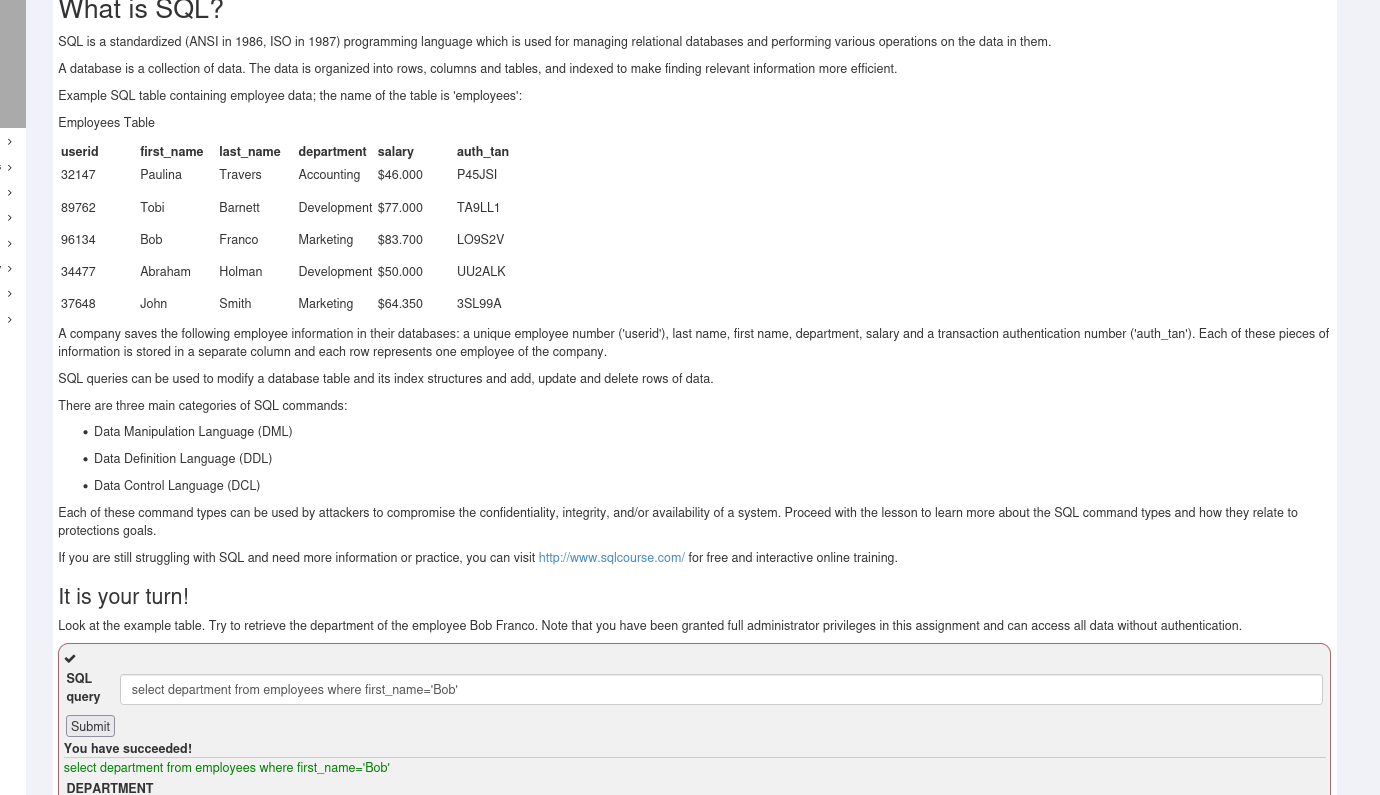 What is SQL?
SQL is a standardized (ANSI in 1986, ISO in 1987) programming language which is used for managing relational databases and performing various operations on the data in them.
A database is a collection of data. The data is organized into rows, columns and tables, and indexed to make finding relevant information more efficient.
Example SQL table containing employee data; the name of the table is 'employees':
Employees Table
userid first_name last_name department salary auth_tan
32147 Paulina Travers Accounting $46.000 P45JSI
89762 Tobi Barnett Development $77.000 TA9LL1
96134 Bob Franco Marketing $83.700 LO9S2V
34477 Abraham Holman Development $50.000 UU2ALK
37648 John Smith Marketing $64.350 3SL99A
A company saves the following employee information in their databases: a unique employee number ('userid'), last name, first name, department, salary and a transaction authentication number ('auth_tan'). Each of these pieces of
information is stored in a separate column and each row represents one employee of the company.
SQL queries can be used to modify a database table and its index structures and add, update and delete rows of data.
There are three main categories of SQL commands:
• Data Manipulation Language (DML)
• Data Definition Language (DDL)
• Data Control Language (DCL)
Each of these command types can be used by attackers to compromise the confidentiality, integrity, and/or availability of a system. Proceed with the lesson to learn more about the SQL command types and how they relate to
protections goals.
If you are still struggling with SQL and need more information or practice, you can visit http://www.sqlcourse.com/ for free and interactive online training.
It is your turn!
Look at the example table. Try to retrieve the department of the employee Bob Franco. Note that you have been granted full administrator privileges in this assignment and can access all data without authentication.
SQL
query
select department from employees where first_name='Bob'
Submit
You have succeeded!
select department from employees where first_name='Bob'
DEPARTMENT